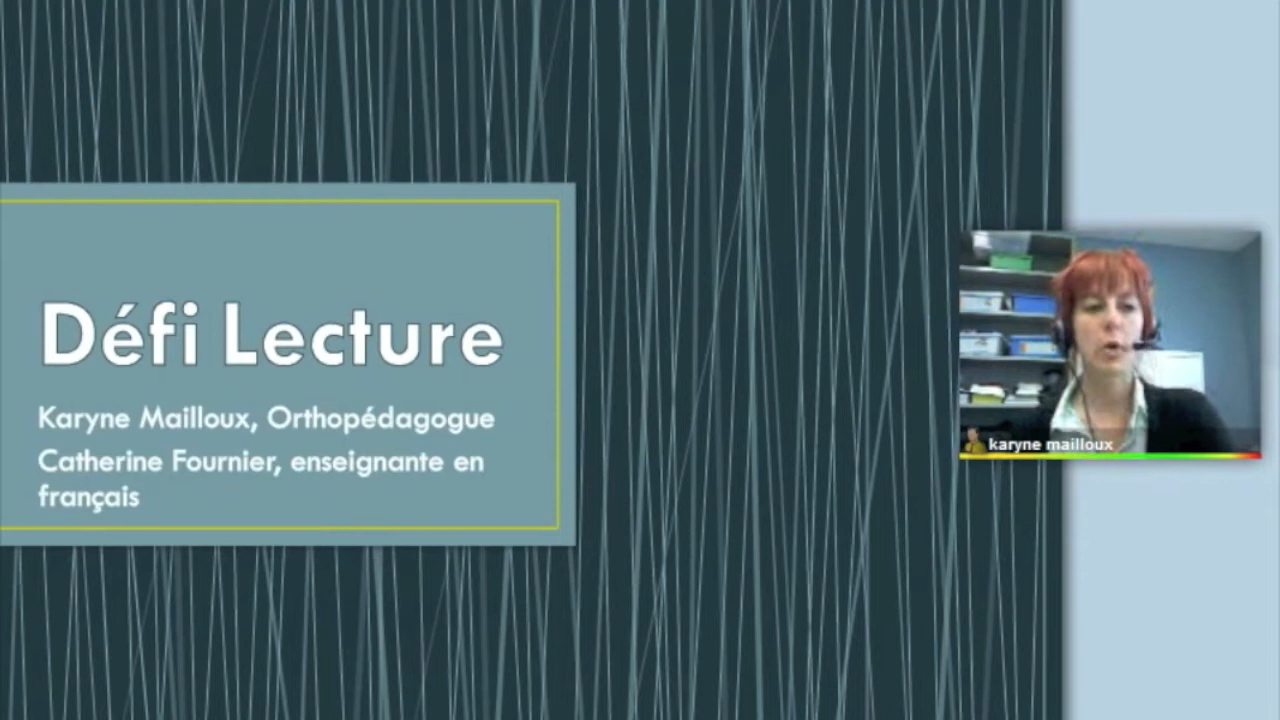 Défi Lecture
Karyne Mailloux, Orthopédagogue
Catherine Fournier, enseignante en
français
karyne mailloux